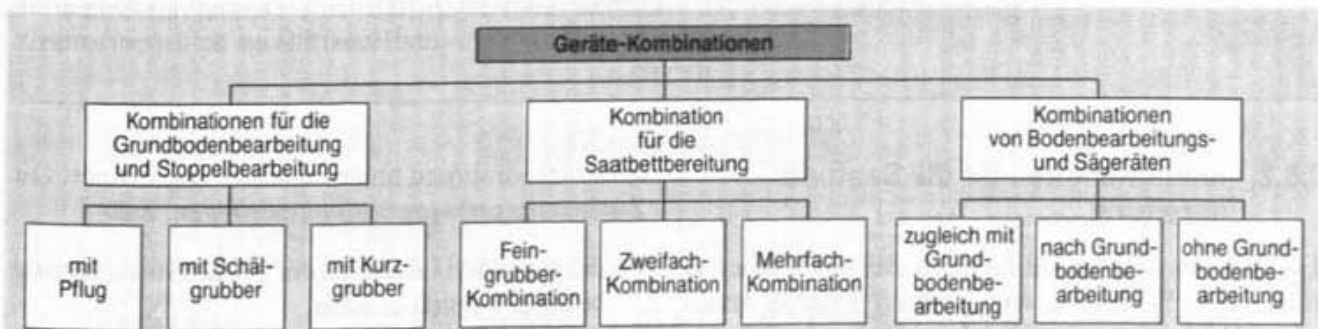 Geräte-Kombinationen
Kombinationen für die
Grundbodenbearbeitung
und Stoppelbearbeitung
Kombination
für die
Saatbettbereitung
Kombinationen
von Bodenbearbeitungs-
und Sägeräten
mit
Pflug
mit Schäl-
grubber
mit Kurz-
grubber
Fein-
grubber-
Kombination
Zweifach-
Kombination
Mehrfach-
Kombination
zugleich mit
Grund-
bodenbe-
arbeitung
nach Grund-
bodenbe-
arbeitung
ohne Grund-
bodenbe-
arbeitung